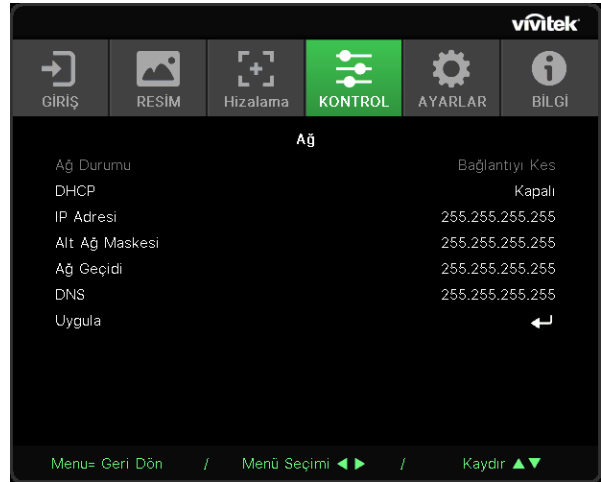 vivitek
GİRİŞ RESİM Hizalama KONTROL AYARLAR BİLGİ
Ağ
Ağ Durumu Bağlantıyı Kes
DHCP Kapalı
IP Adresi 255.255.255.255
Alt Ağ Maskesi 255.255.255.255
Ağ Geçidi 255.255.255.255
DNS 255.255.255.255
Uygula
Menu= Geri Dön / Menü Seçimi ◀ ▶ / Kaydır ▲▼